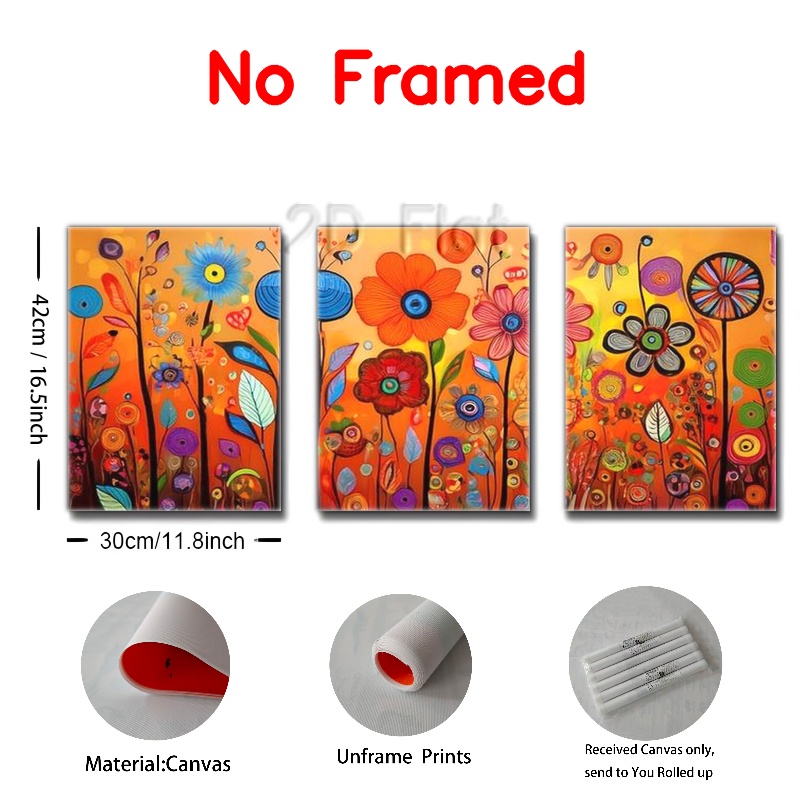 No Framed
2D Flat
42cm / 16.5inch
30cm/11.8inch
Material:Canvas
Unframe Prints
Received Canvas only,
send to You Rolled up